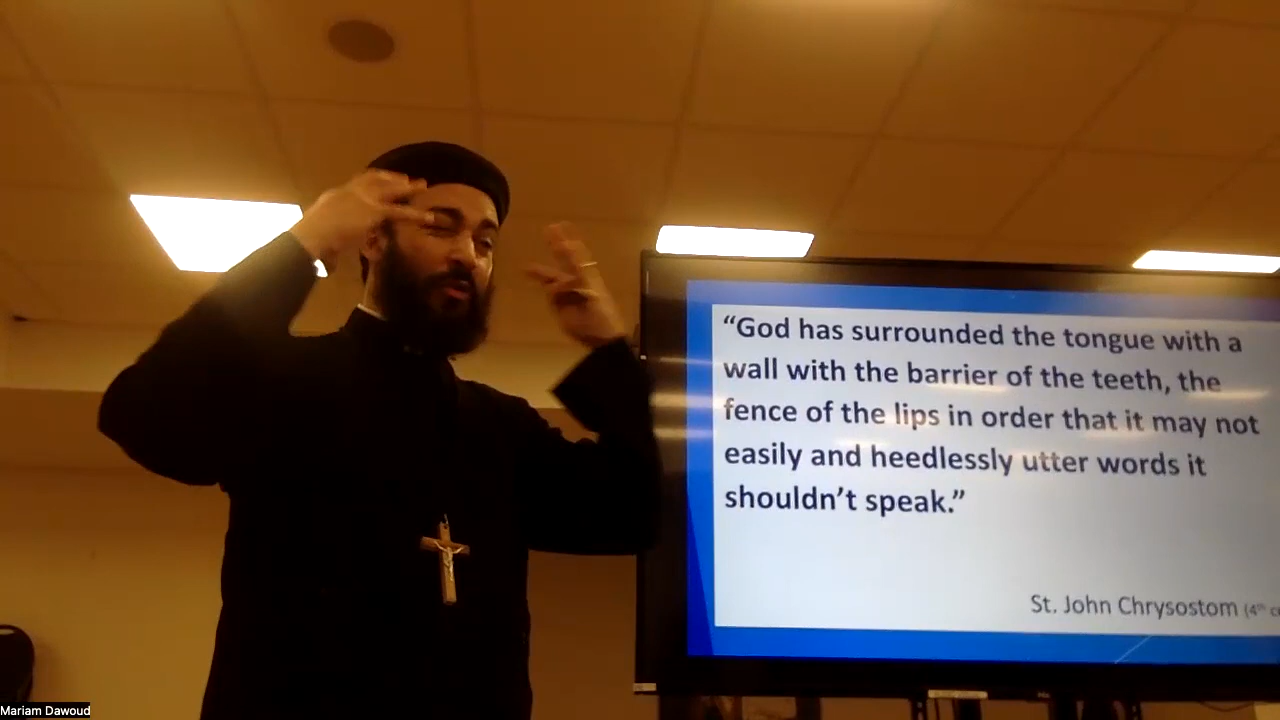 “God has surrounded the tongue with a
wall with the barrier of the teeth, the
fence of the lips in order that it may not
easily and heedlessly utter words it
shouldn’t speak.”
St. John Chrysostom (4th
Mariam Dawoud